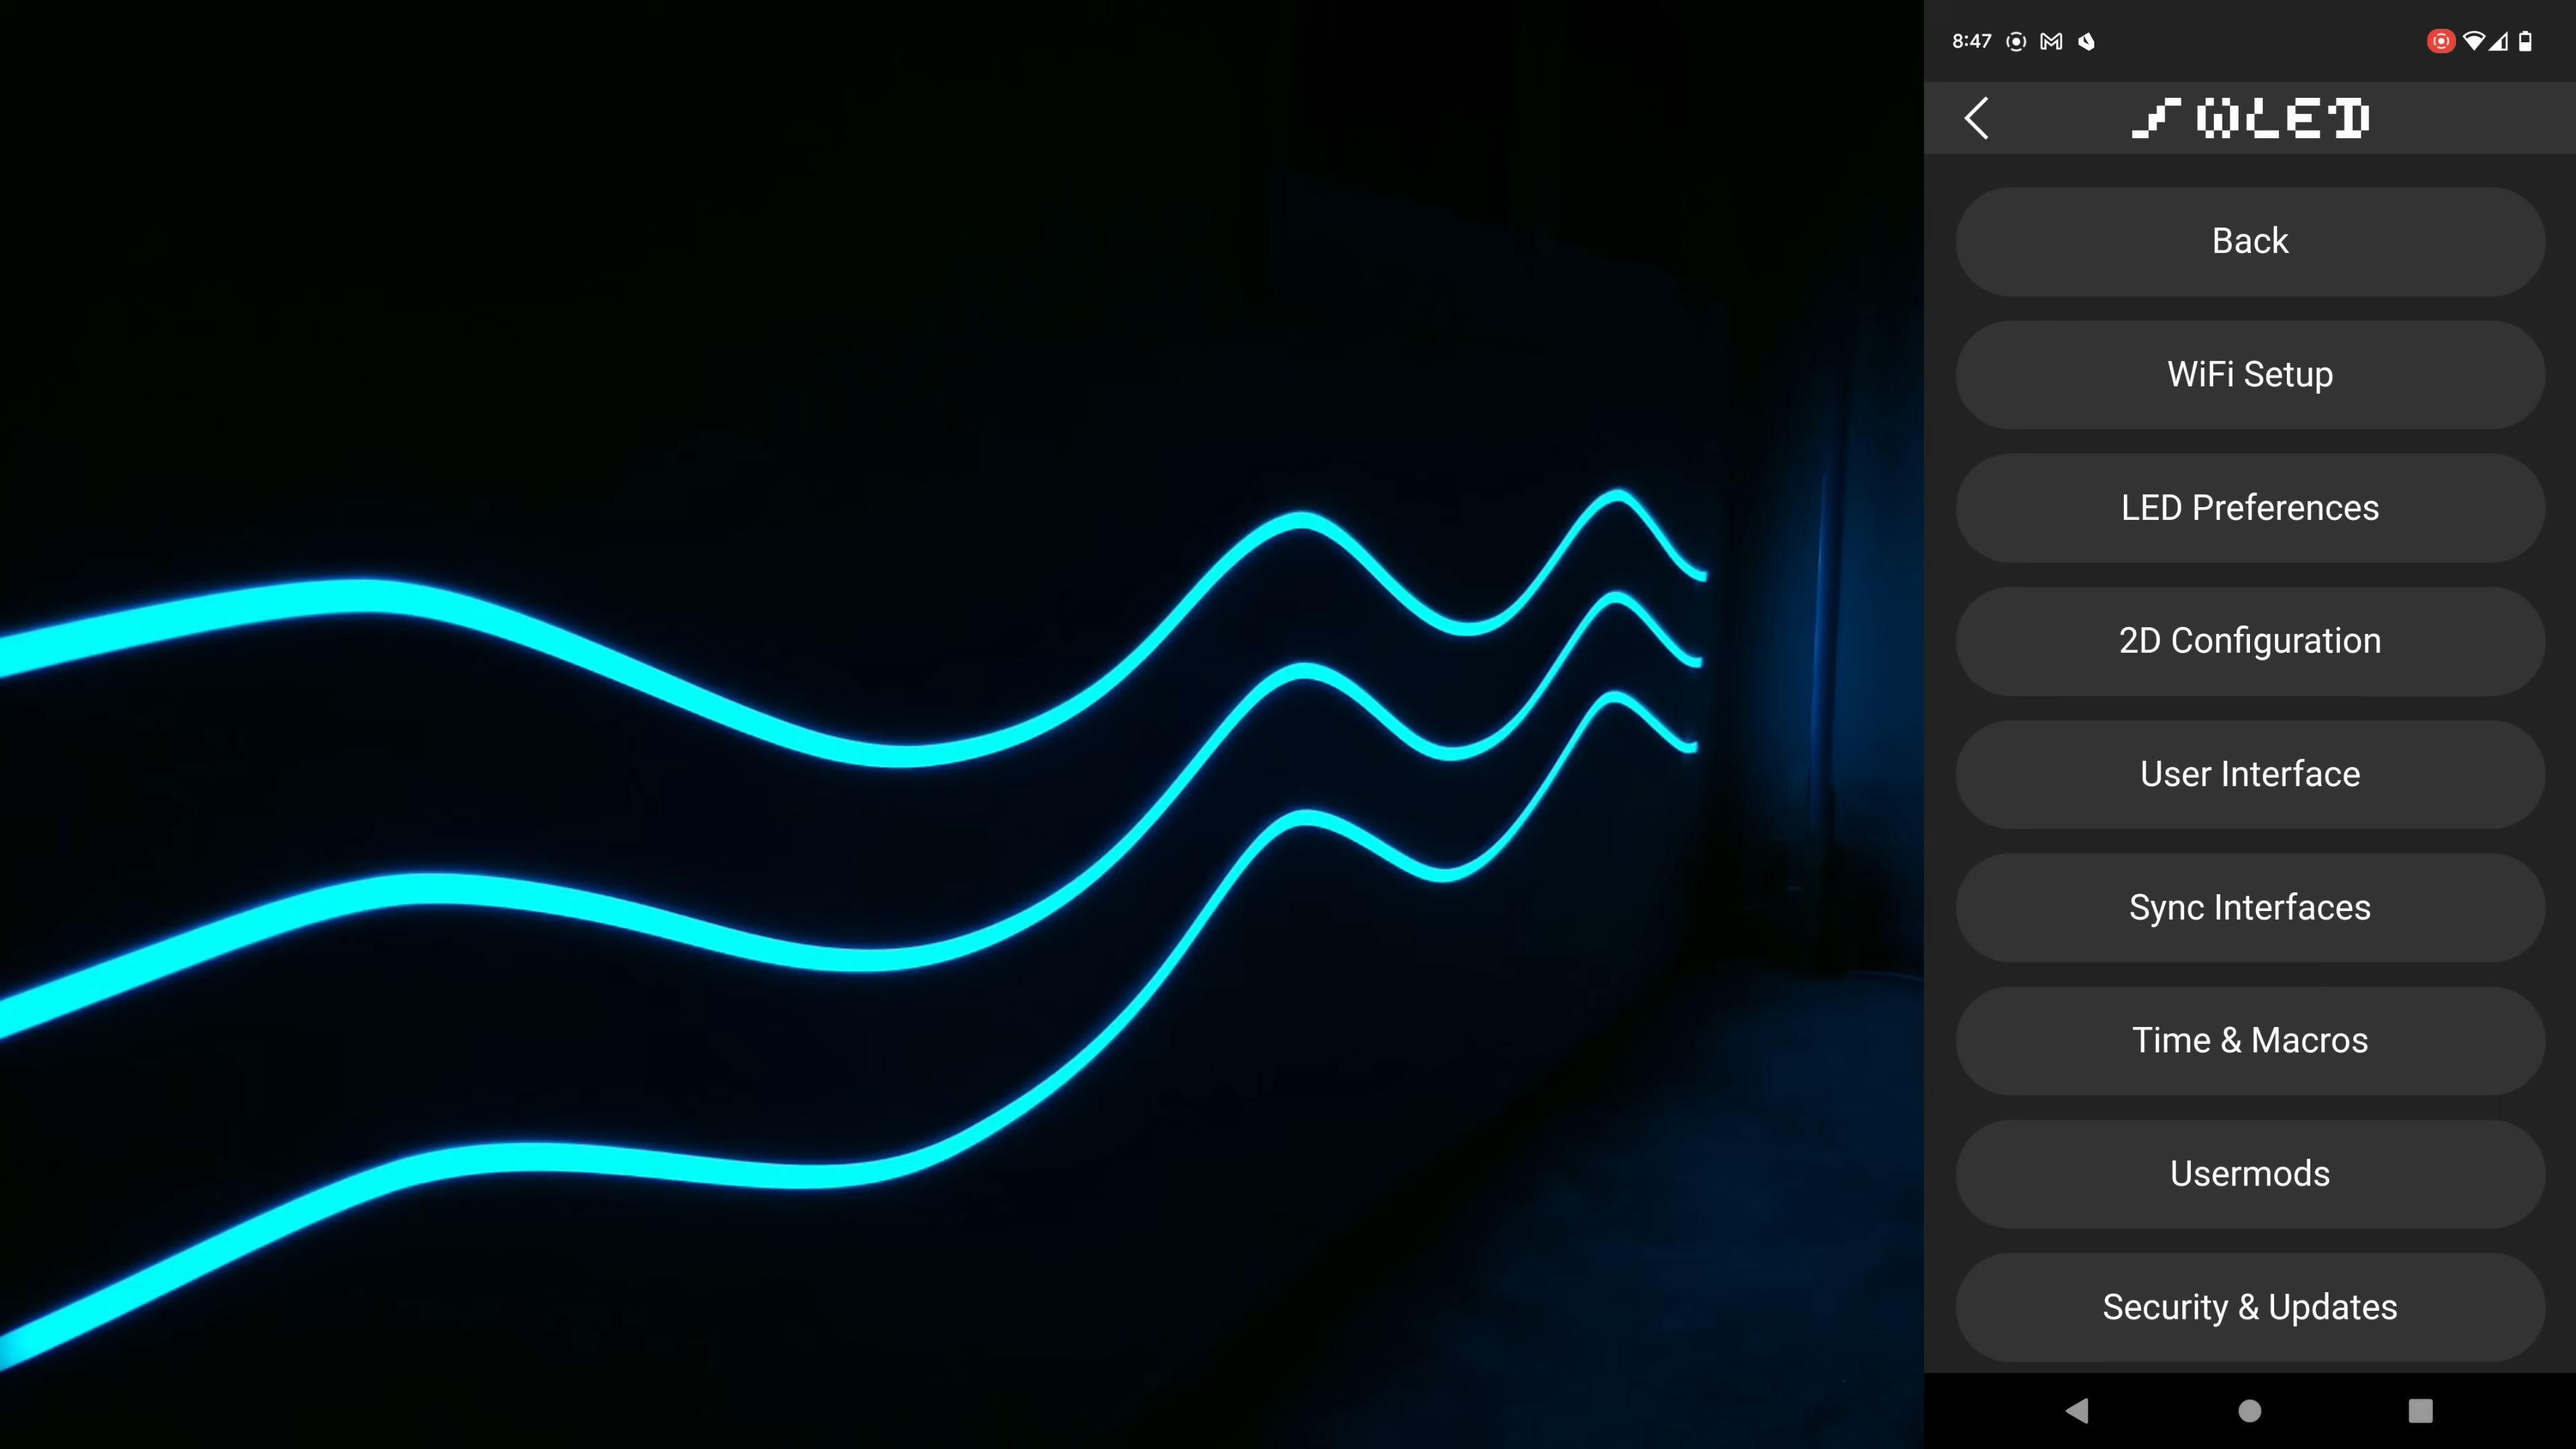 8:47
WLED
Back
WiFi Setup
LED Preferences
2D Configuration
User Interface
Sync Interfaces
Time & Macros
Usermods
Security & Updates